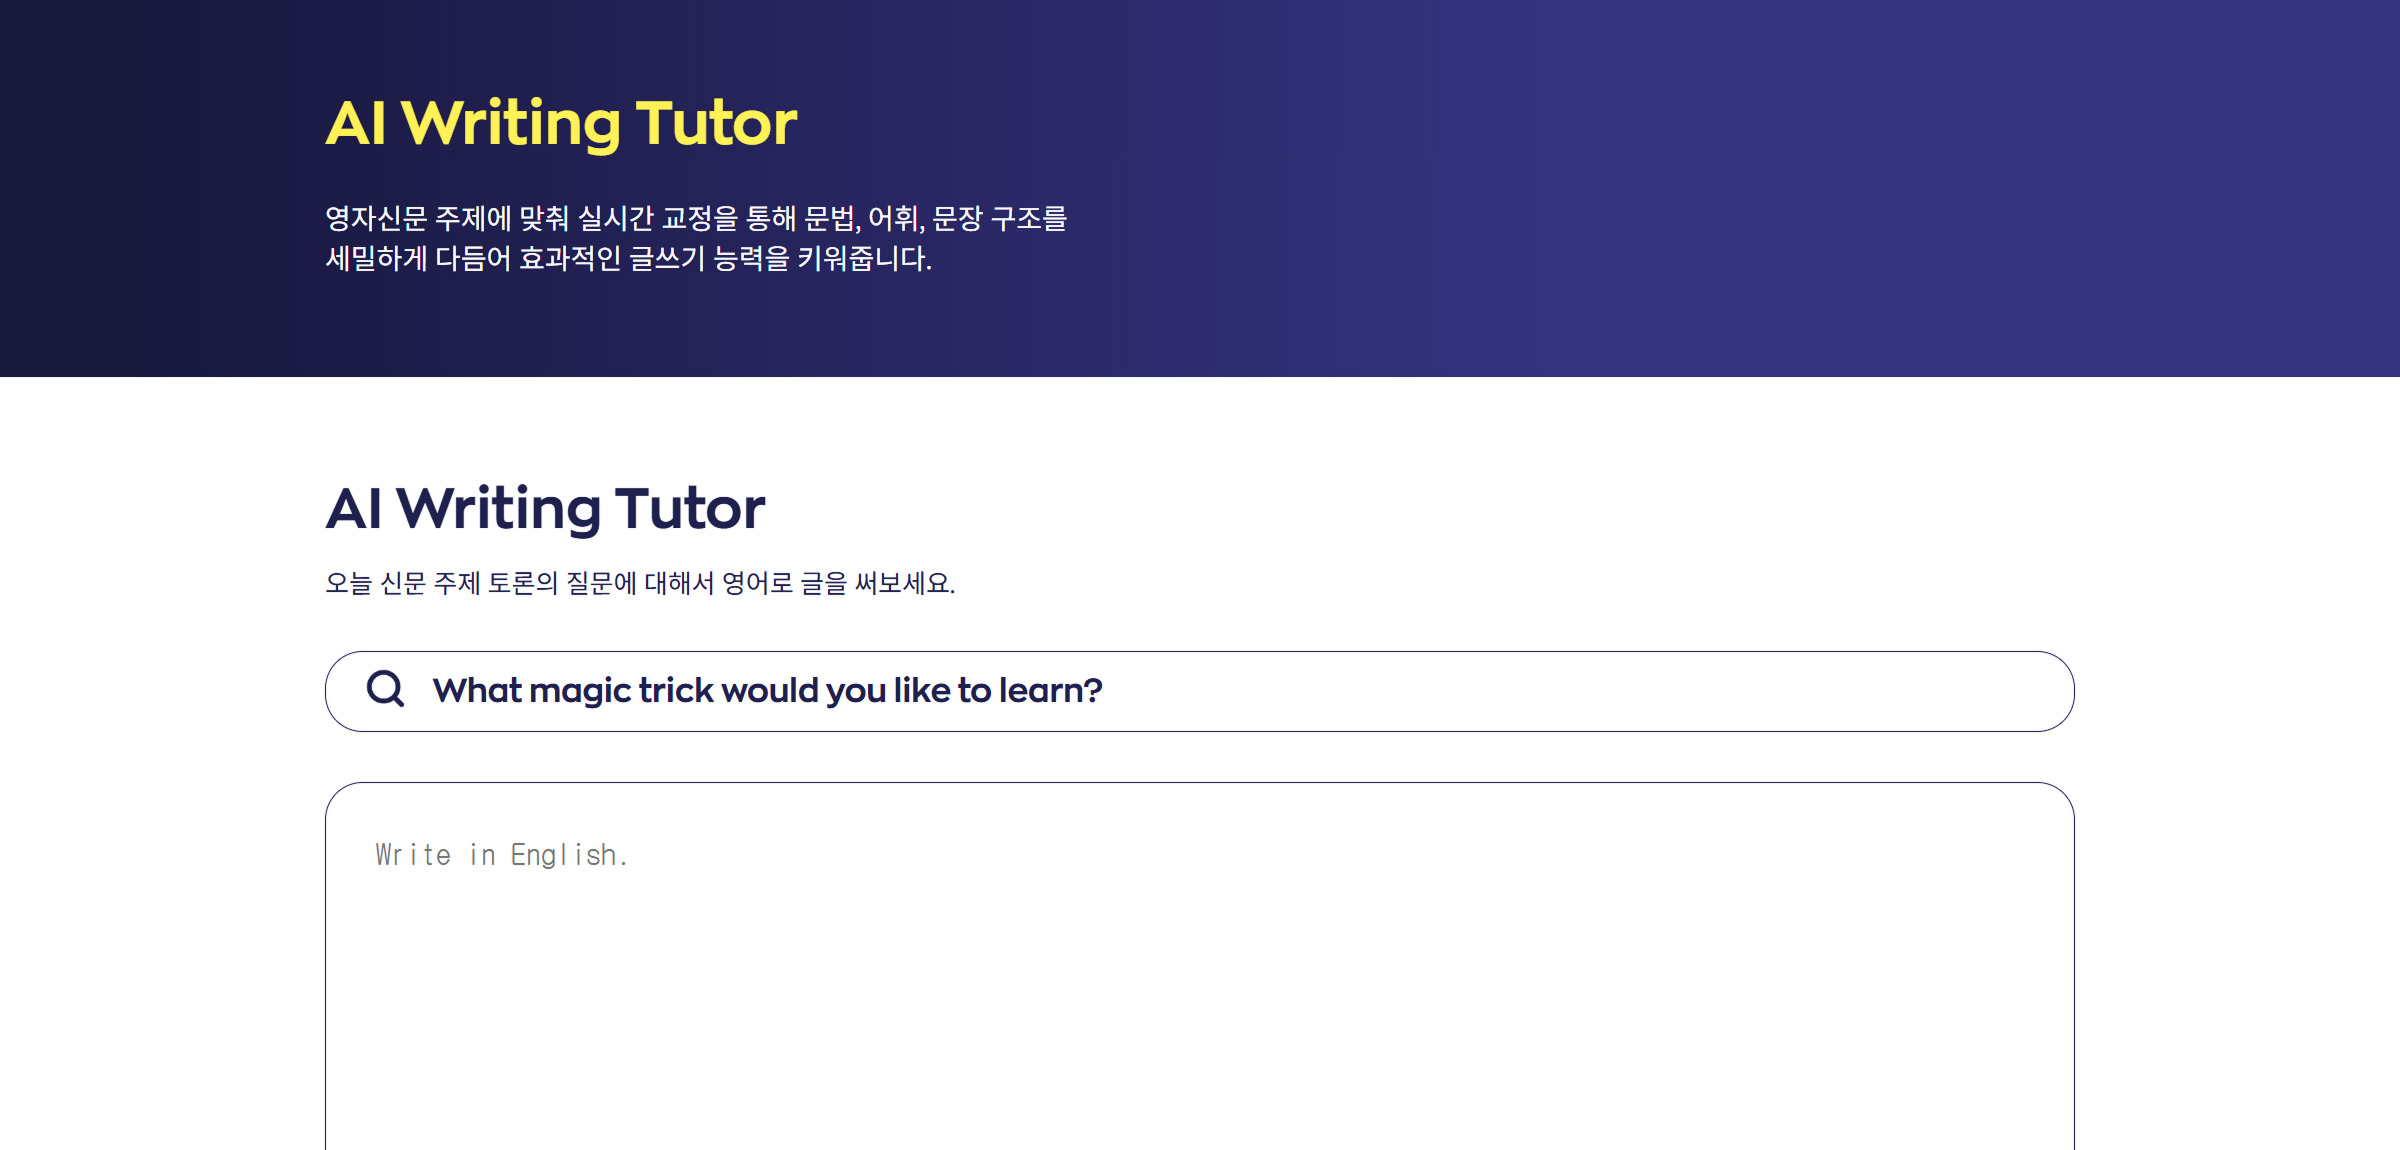 AI Writing Tutor
영자신문 주제에 맞춰 실시간 교정을 통해 문법, 어휘, 문장 구조를
세밀하게 다듬어 효과적인 글쓰기 능력을 키워줍니다.
AI Writing Tutor
오늘 신문 주제 토론의 질문에 대해서 영어로 글을 써보세요.
What magic trick would you like to learn?
Write in English.